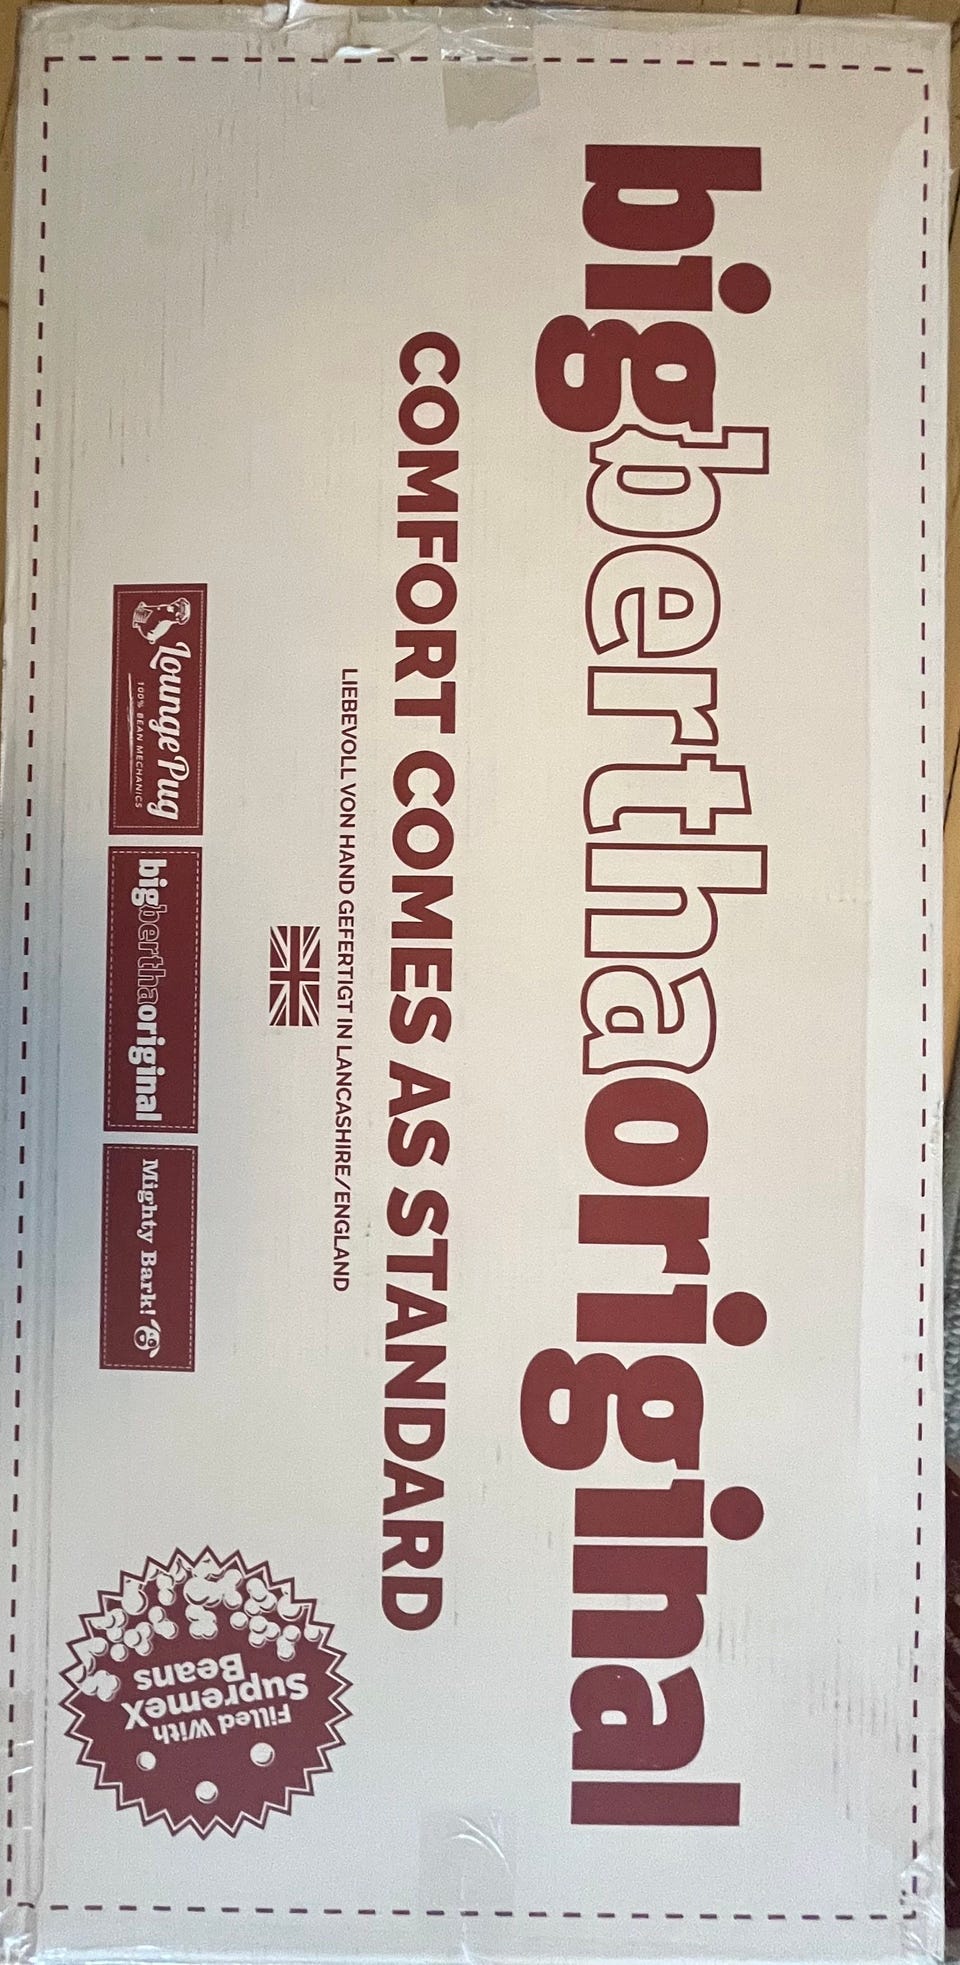 bigberthaoriginal
COMFORT COMES AS STANDARD
LIEBEVOLL VON HAND GEFERTIGT IN LANCASHIRE/ENGLAND
Lounge Pug
100% BEAN MECHANICS
bigberthaoriginal
Mighty Bark!
Filled With
SupremeX
Beans